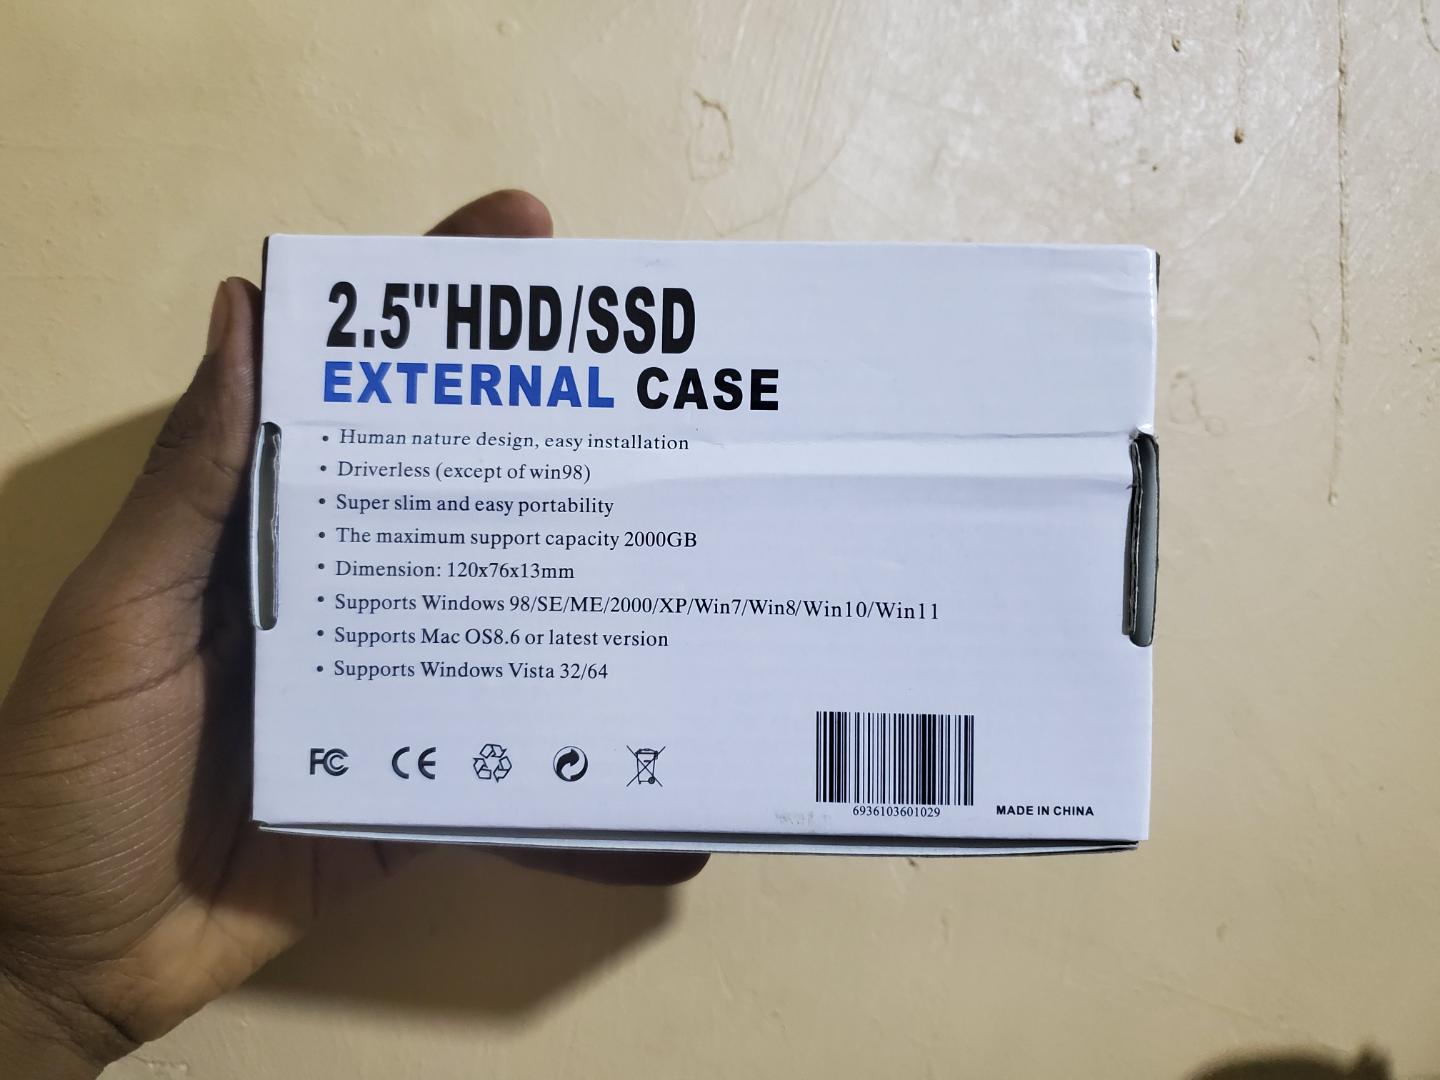 2.5"HDD/SSD
EXTERNAL CASE
• Human nature design, easy installation
• Driverless (except of win98)
• Super slim and easy portability
• The maximum support capacity 2000GB
• Dimension: 120x76x13mm
• Supports Windows 98/SE/ME/2000/XP/Win7/Win8/Win10/Win11
• Supports Mac OS8.6 or latest version
• Supports Windows Vista 32/64
FC CE
6936103601029
MADE IN CHINA